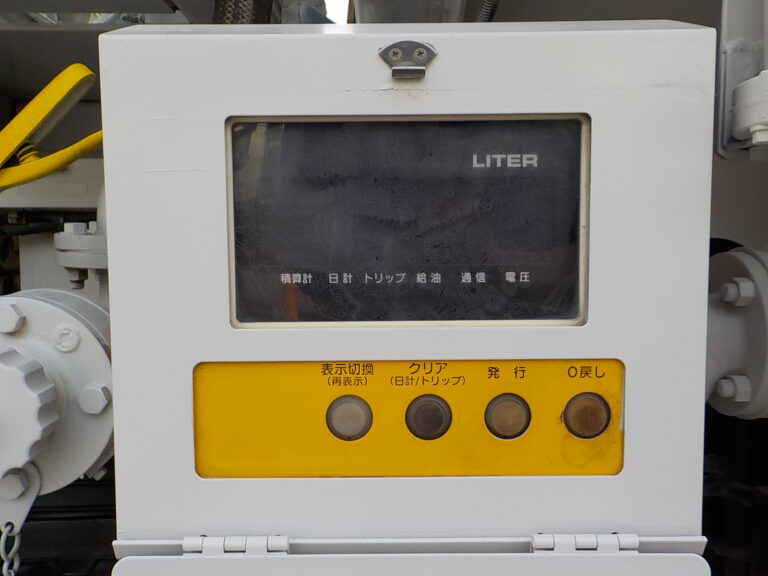 LITER
積算計 日計 トリップ 給油 通信 電圧
表示切換 クリア 発行 0戻し
(再表示) (日計/トリップ)